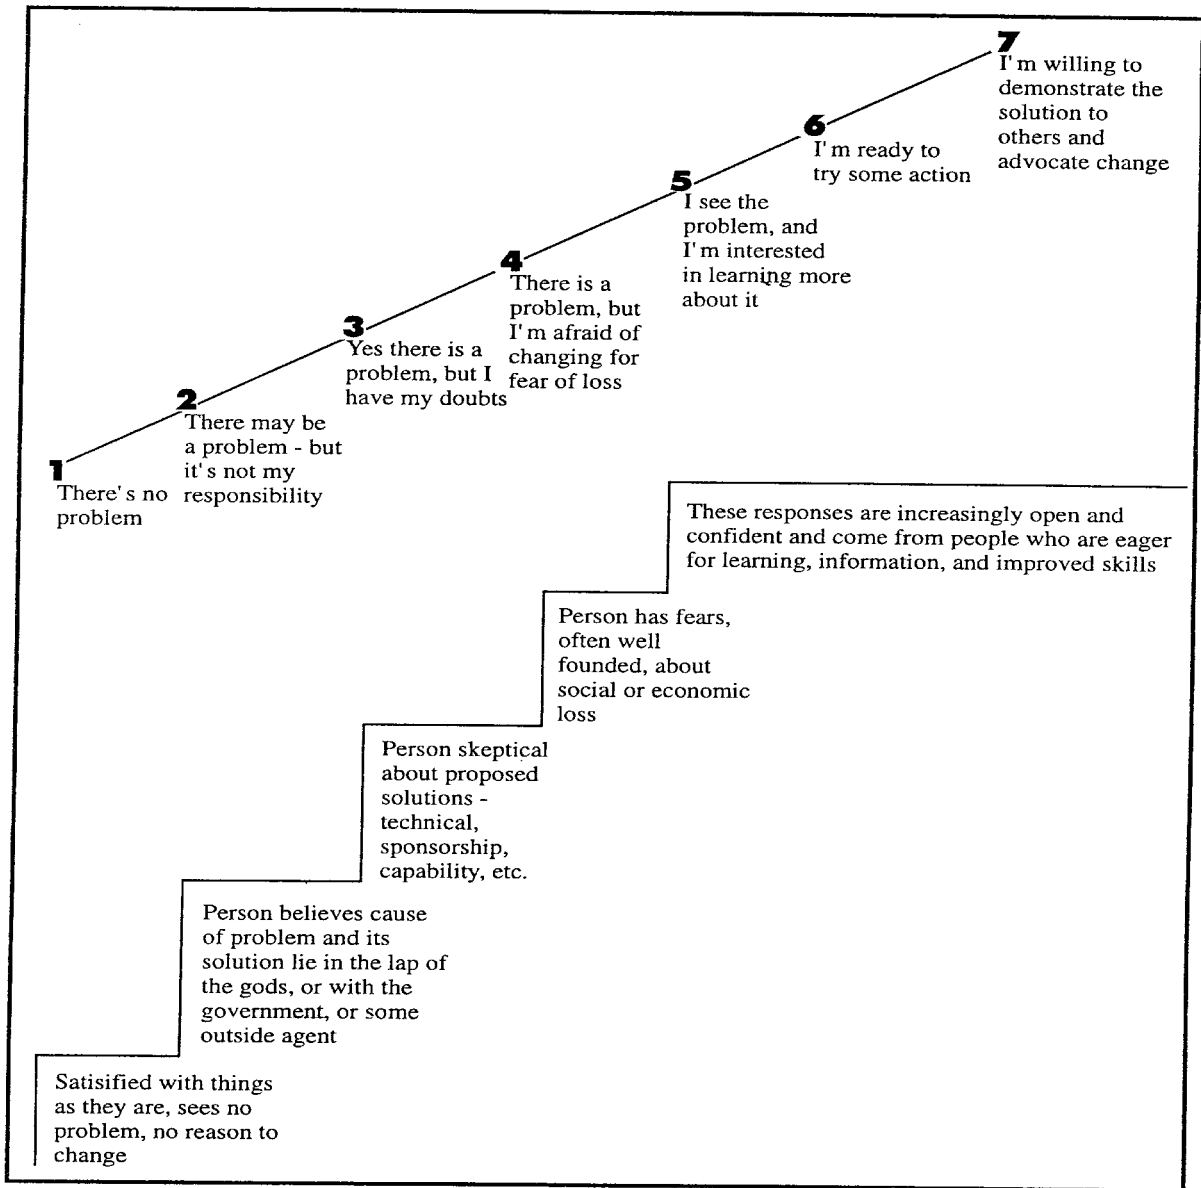 7
I'm willing to
demonstrate the
solution to
others and
advocate change
6
I'm ready to
try some action
5
I see the
problem, and
I'm interested
in learning more
about it
4
There is a
problem, but
I'm afraid of
changing for
fear of loss
3
Yes there is a
problem, but I
have my doubts
2
There may be
a problem - but
it's not my
responsibility
1
There's no
problem
These responses are increasingly open and
confident and come from people who are eager
for learning, information, and improved skills
Person has fears,
often well
founded, about
social or economic
loss
Person skeptical
about proposed
solutions -
technical,
sponsorship,
capability, etc.
Person believes cause
of problem and its
solution lie in the lap of
the gods, or with the
government, or some
outside agent
Satisified with things
as they are, sees no
problem, no reason to
change